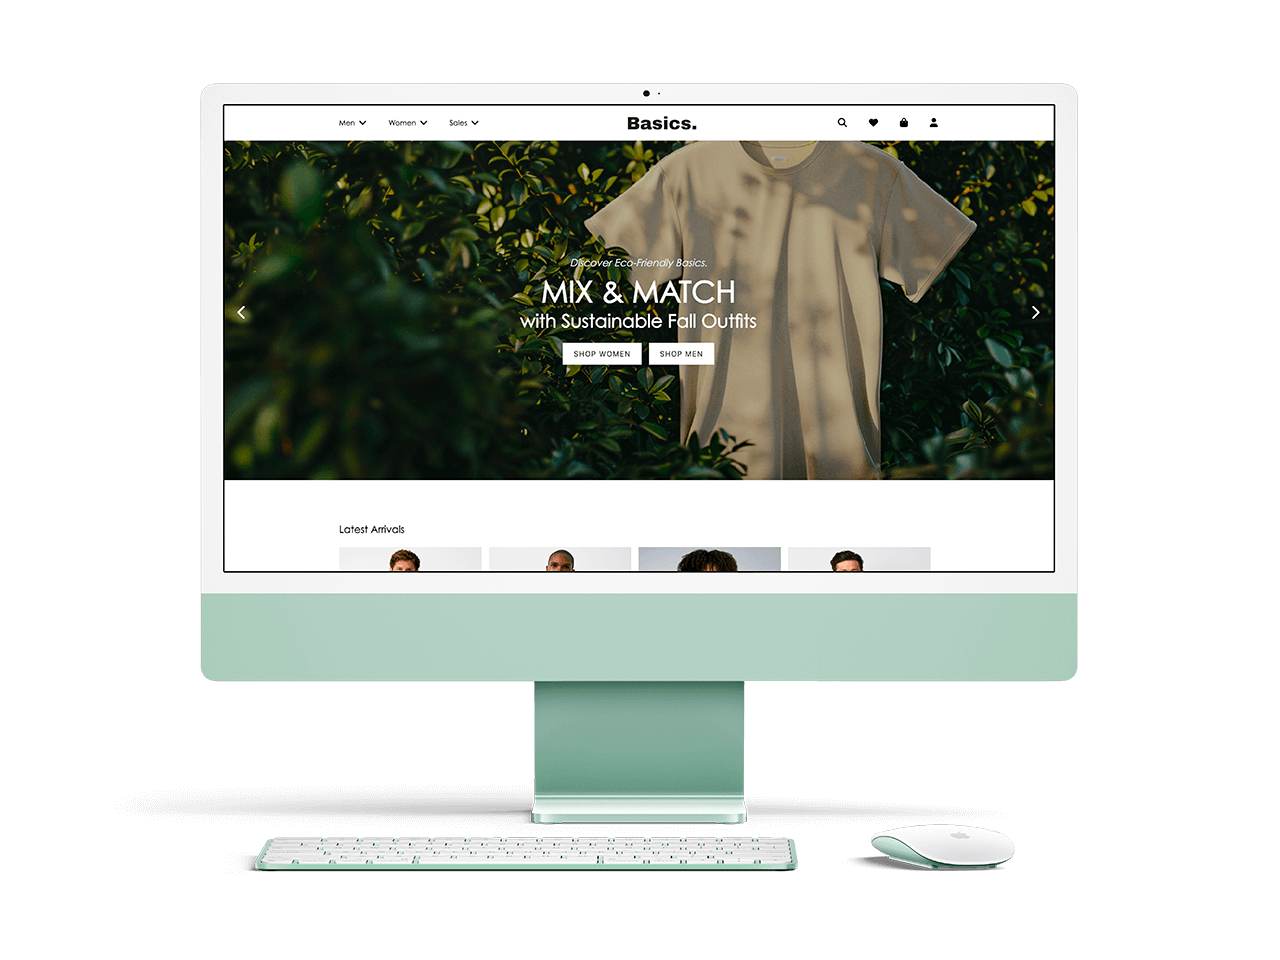 Men
Women
Sales
Basics.
Discover Eco-Friendly Basics.
MIX & MATCH
with Sustainable Fall Outfits
SHOP WOMEN
SHOP MEN
Latest Arrivals